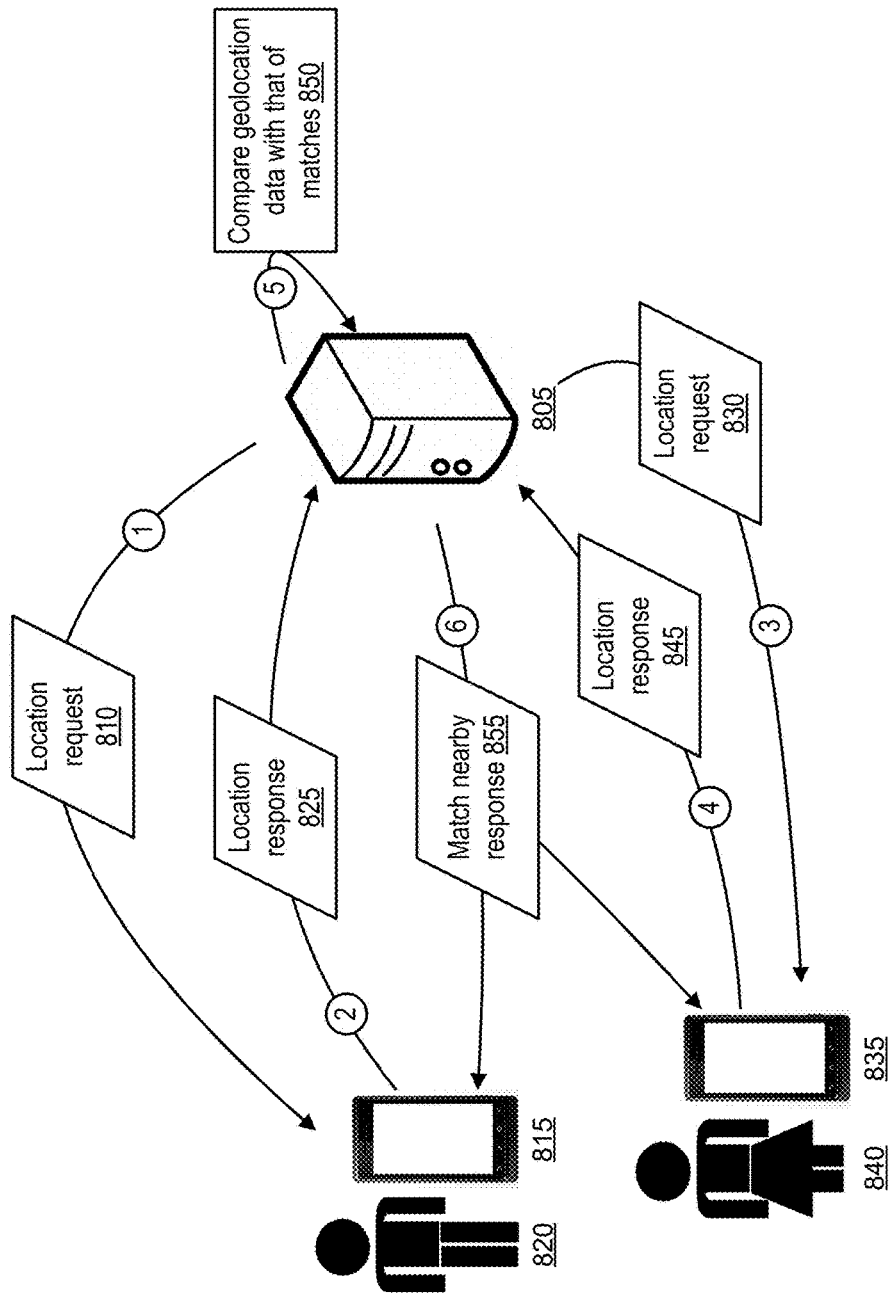 Location
request
810
1
Compare geolocation
data with that of
matches 850
5
Location
response
825
2
805
Match nearby
response 855
6
815
820
Location
response
845
4
Location
request
830
3
835
840